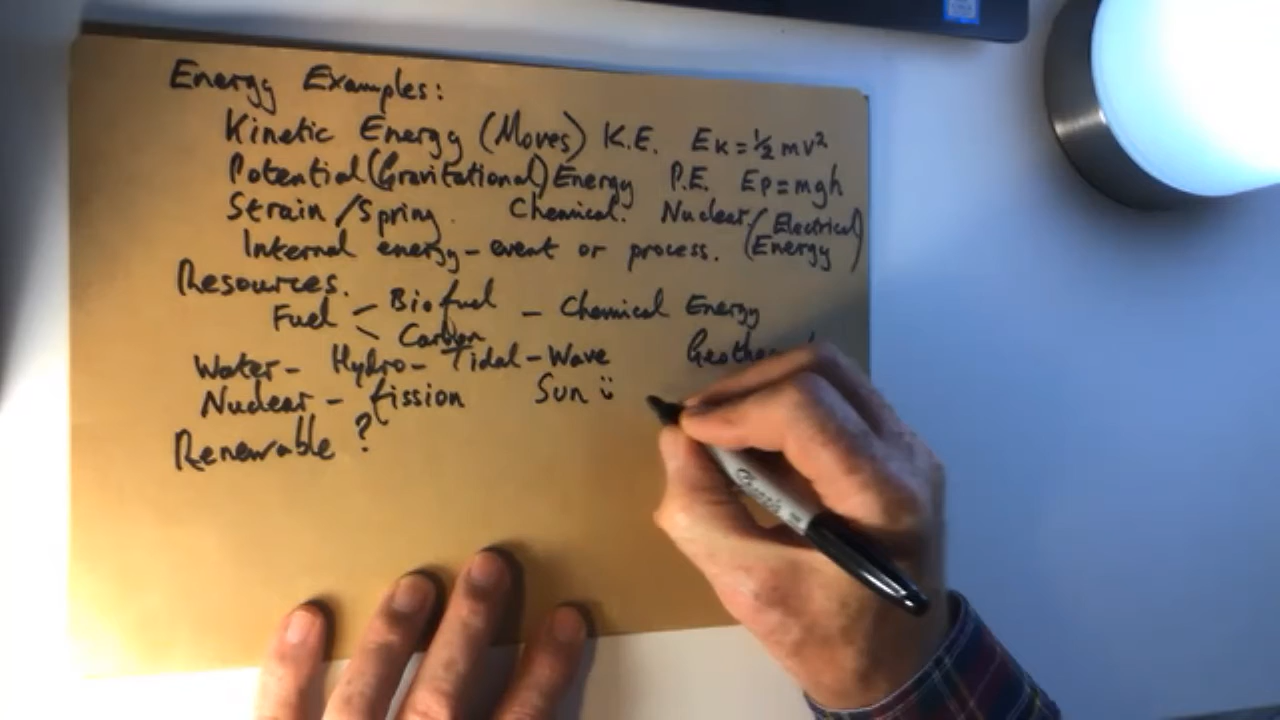 Energy Examples:
Kinetic Energy (Moves) K.E. Ek=½mv²
Potential (Gravitational) Energy P.E. Ep=mgh
Strain/Spring. Chemical. Nuclear/(Electrical
Internal energy - event or process. Energy)
Resources.
Fuel - Biofuel - Chemical Energy
Carbon
Water - Hydro - Tidal - Wave
Nuclear - fission Sun ü
Renewable ?
Sharpie